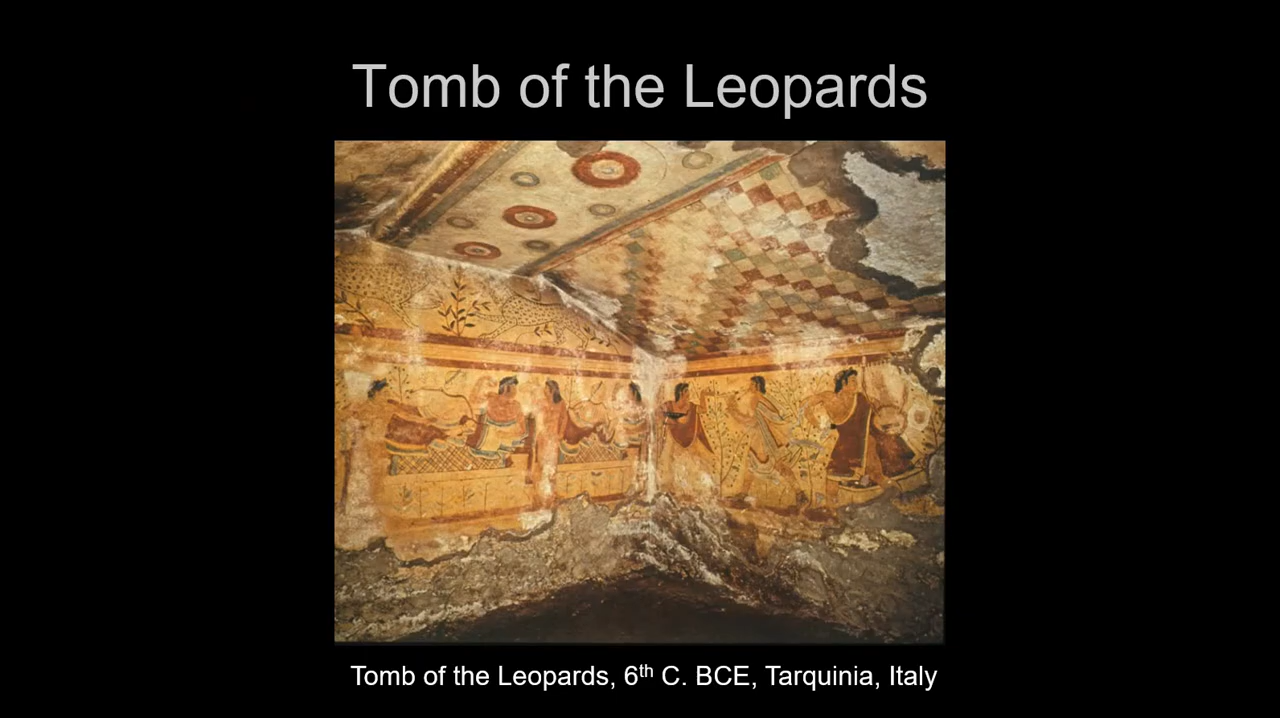 Tomb of the Leopards
Tomb of the Leopards, 6th C. BCE, Tarquinia, Italy